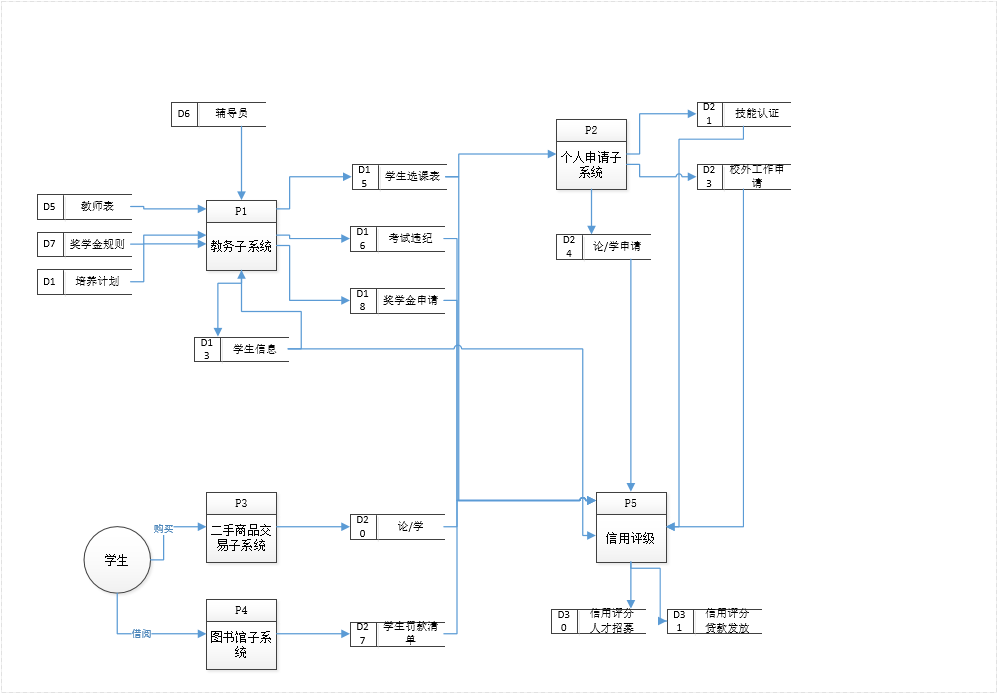 D6
辅导员
D2
1
技能认证
P2
个人申请子
系统
D1
5
学生选课表
D2
3
校外工作申
请
D5
教师表
P1
教务子系统
D7
奖学金规则
D1
6
考试违纪
D2
4
论/学申请
D1
培养计划
D1
8
奖学金申请
D1
3
学生信息
P3
二手商品交
易子系统
P5
信用评级
购买
D2
0
论/学
学生
借阅
P4
图书馆子系
统
D2
7
学生罚款清
单
D3
0
信用评分
人才招募
D3
1
信用评分
贷款发放